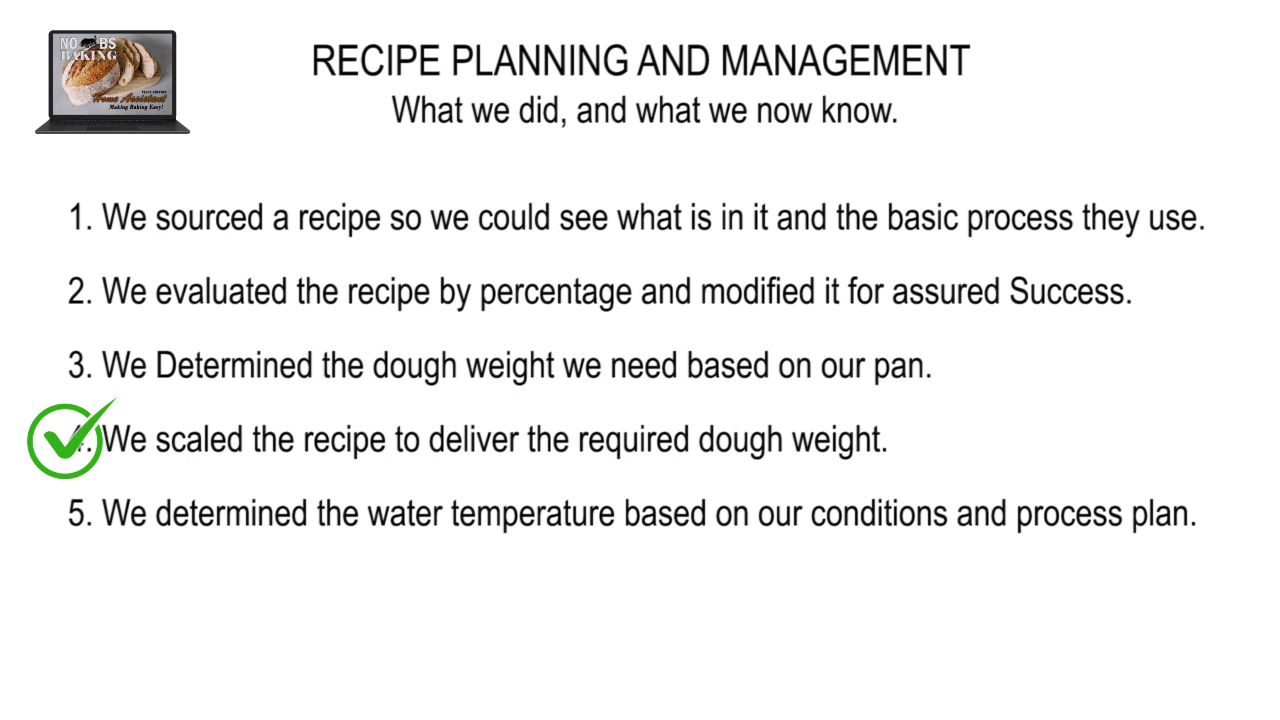 NO BS
BAKING
Home Assistant
Making Baking Easy!
RECIPE PLANNING AND MANAGEMENT
What we did, and what we now know.
1. We sourced a recipe so we could see what is in it and the basic process they use.
2. We evaluated the recipe by percentage and modified it for assured Success.
3. We Determined the dough weight we need based on our pan.
4. We scaled the recipe to deliver the required dough weight.
5. We determined the water temperature based on our conditions and process plan.